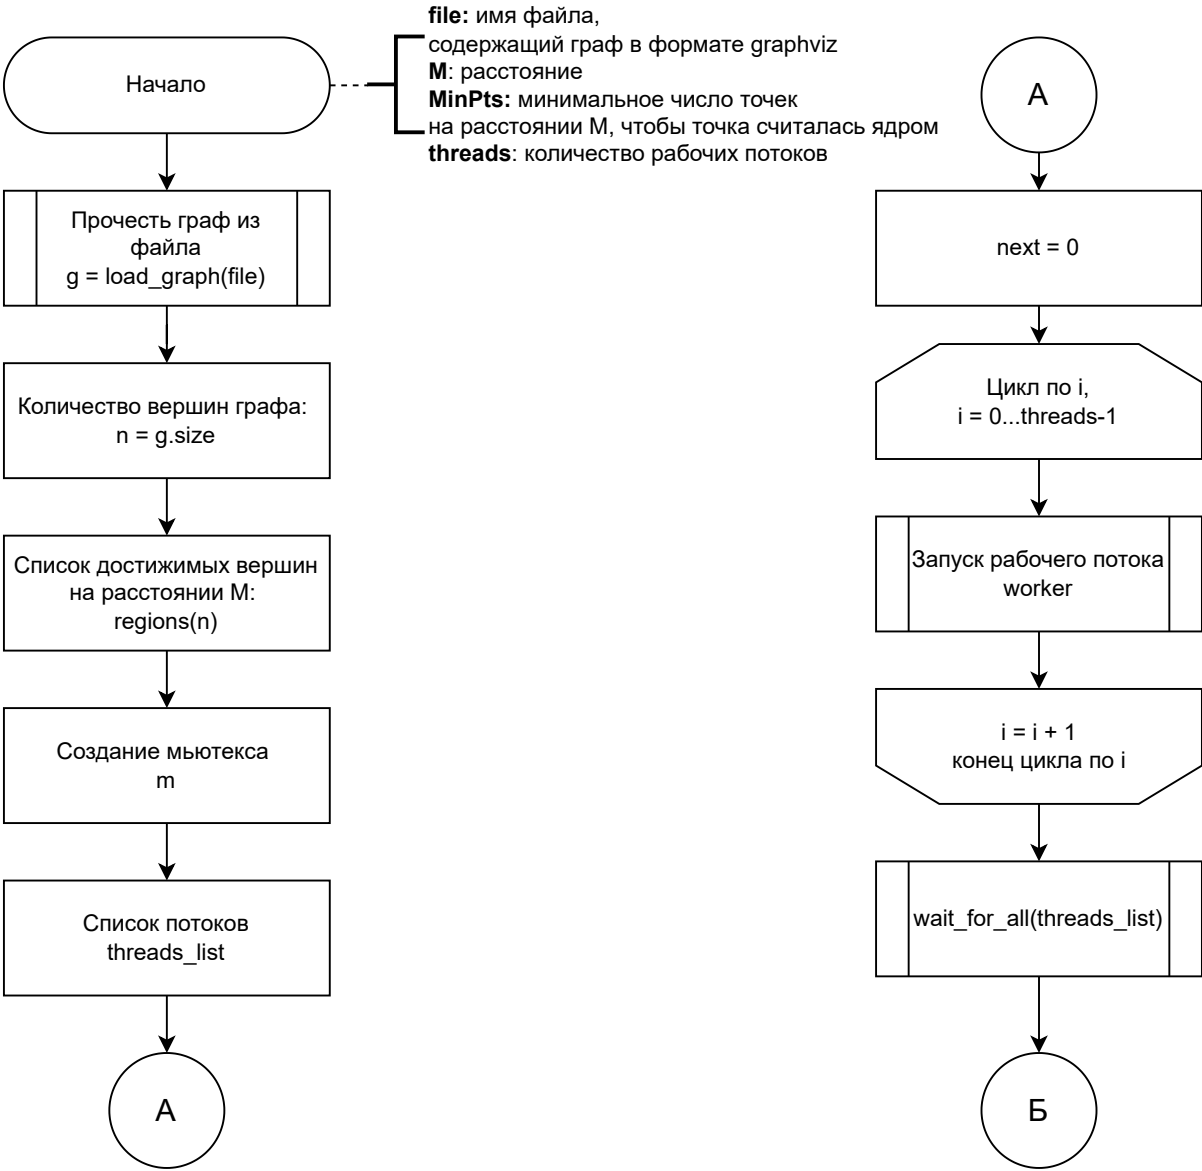 Начало
file: имя файла,
содержащий граф в формате graphviz
M: расстояние
MinPts: минимальное число точек
на расстоянии M, чтобы точка считалась ядром
threads: количество рабочих потоков
Прочесть граф из
файла
g = load_graph(file)
Количество вершин графа:
n = g.size
Список достижимых вершин
на расстоянии M:
regions(n)
Создание мьютекса
m
Список потоков
threads_list
А
А
next = 0
Цикл по i,
i = 0...threads-1
Запуск рабочего потока
worker
i = i + 1
конец цикла по i
wait_for_all(threads_list)
Б